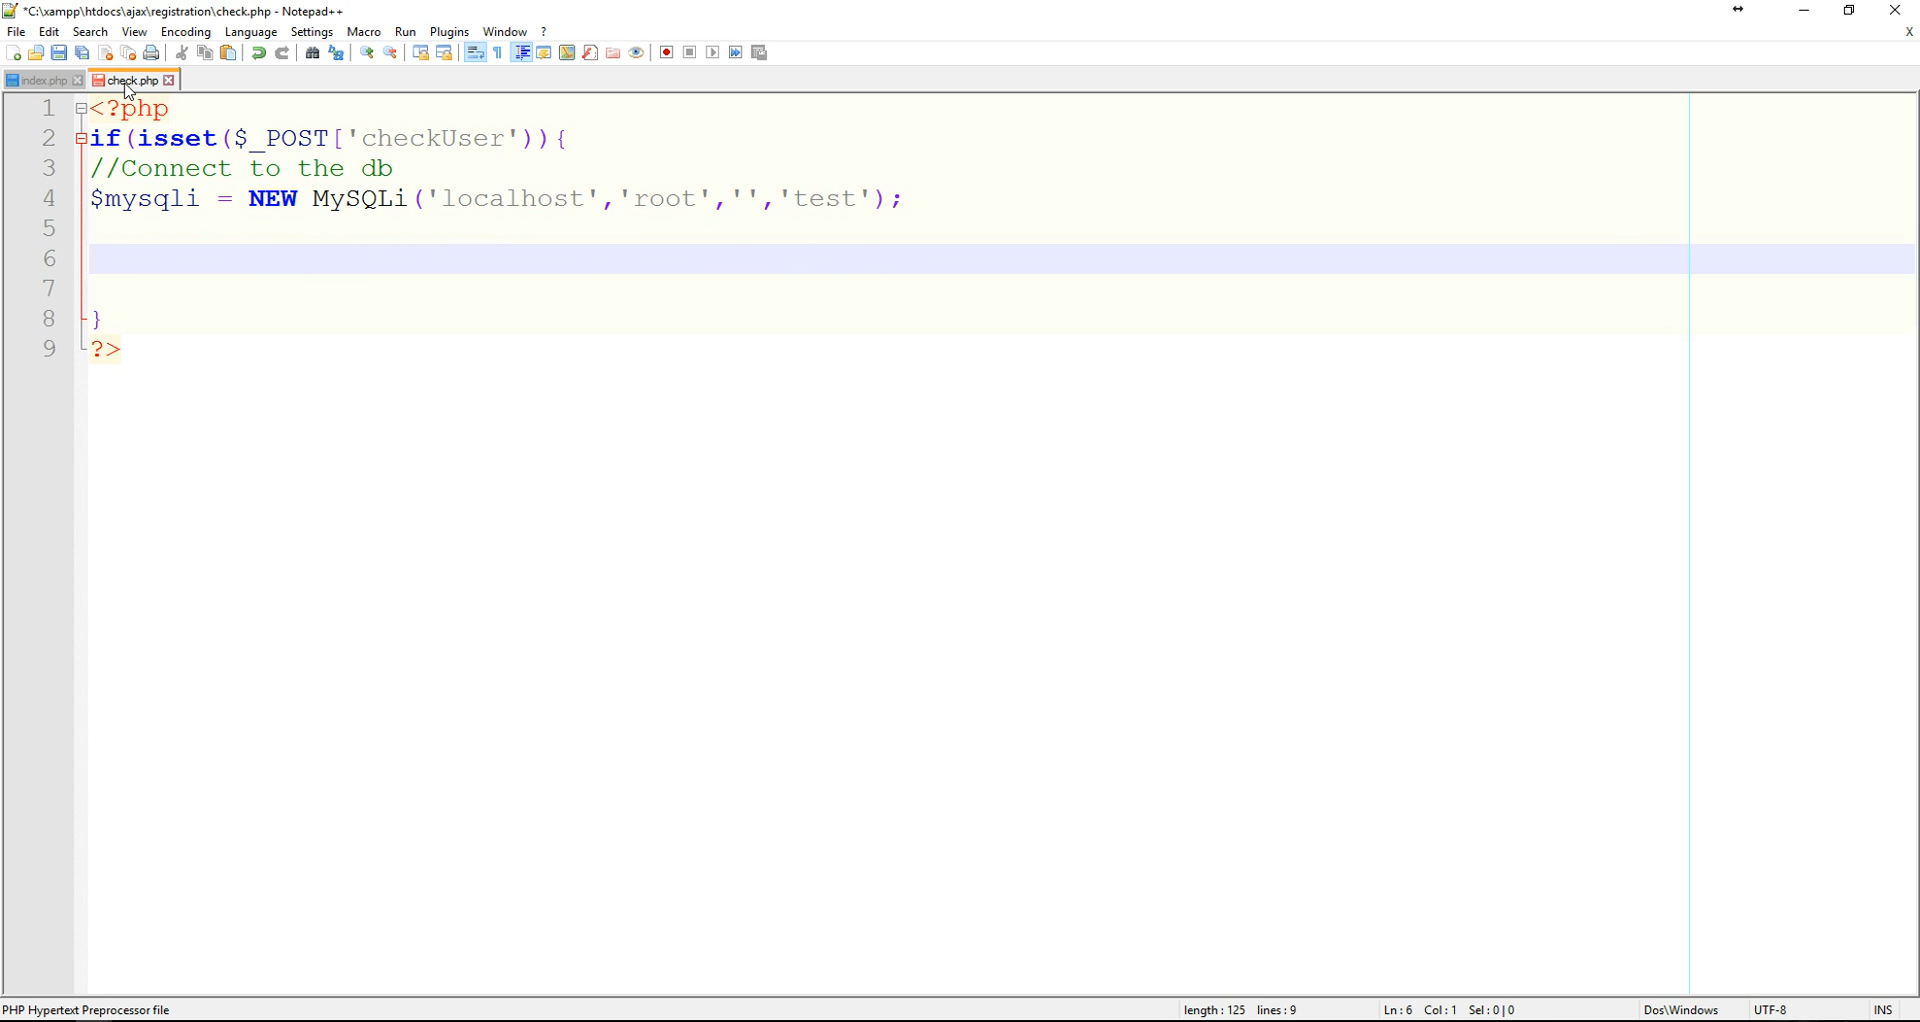 *C:\xampp\htdocs\ajax\registration\check.php - Notepad++
File Edit Search View Encoding Language Settings Macro Run Plugins Window ? X
index.php check.php
1 <?php
2 if(isset($_POST['checkUser')){
3 //Connect to the db
4 $mysqli = NEW MySQLi('localhost','root','','test');
5
6
7
8 }
9 ?>
PHP Hypertext Preprocessor file length : 125 lines : 9 Ln : 6 Col : 1 Sel : 0 | 0 Dos\Windows UTF-8 INS